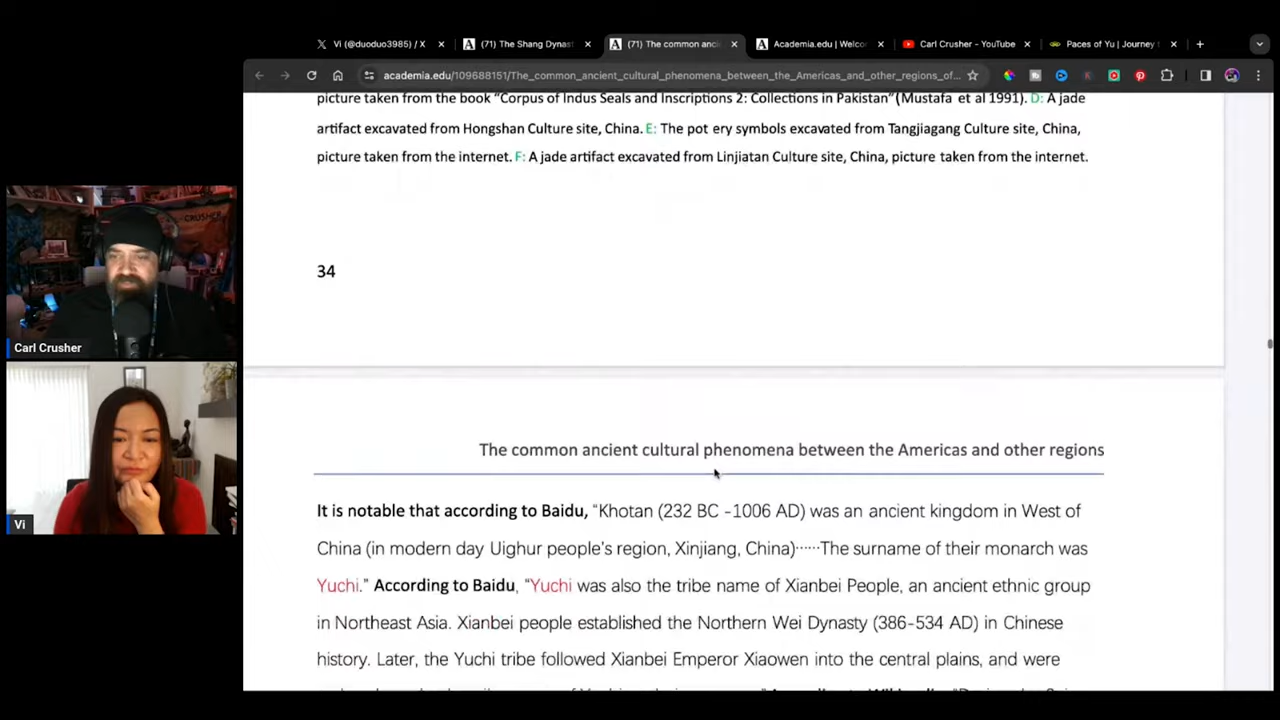 Vi (@duoduo3985) / X
(71) The Shang Dynast
(71) The common anci
Academia.edu | Welco
Carl Crusher - YouTube
Paces of Yu | Journey t
academia.edu/109688151/The_common_ancient_cultural_phenomena_between_the_Americas_and_other_regions_of...
picture taken from the book “Corpus of Indus Seals and Inscriptions 2: Collections in Pakistan”(Mustafa et al 1991). D: A jade
artifact excavated from Hongshan Culture site, China. E: The pot ery symbols excavated from Tangjiagang Culture site, China,
picture taken from the internet. F: A jade artifact excavated from Linjiatan Culture site, China, picture taken from the internet.
34
The common ancient cultural phenomena between the Americas and other regions
It is notable that according to Baidu, “Khotan (232 BC -1006 AD) was an ancient kingdom in West of
China (in modern day Uighur people’s region, Xinjiang, China)······The surname of their monarch was
Yuchi.” According to Baidu, “Yuchi was also the tribe name of Xianbei People, an ancient ethnic group
in Northeast Asia. Xianbei people established the Northern Wei Dynasty (386-534 AD) in Chinese
history. Later, the Yuchi tribe followed Xianbei Emperor Xiaowen into the central plains, and were
CRUSHER
Carl Crusher
Vi